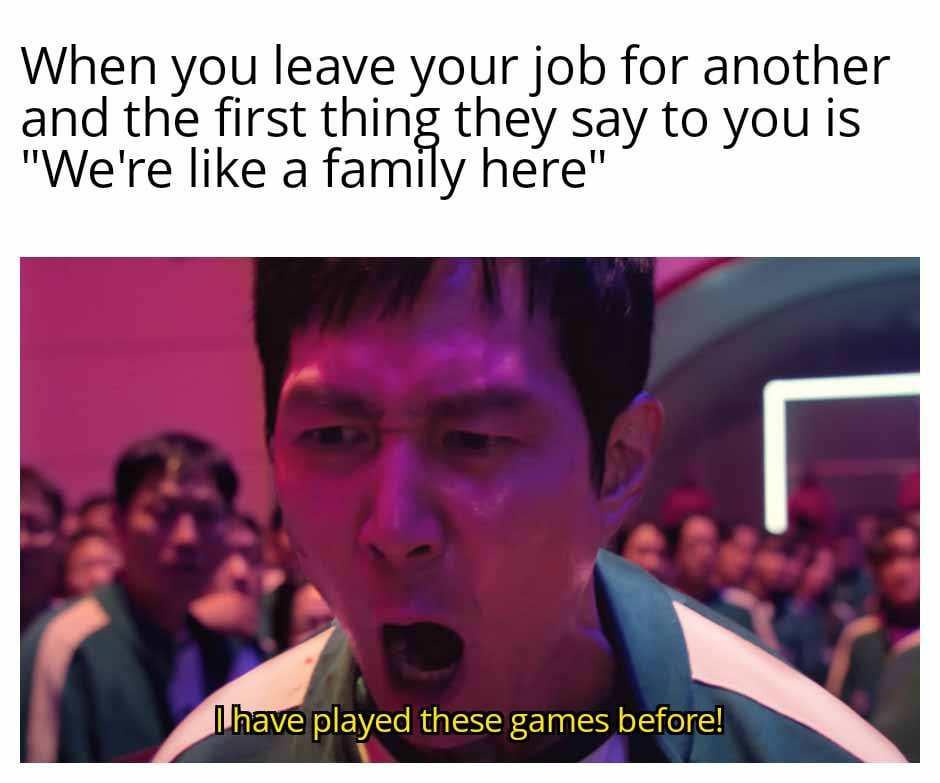 When you leave your job for another
and the first thing they say to you is
"We're like a family here"
I have played these games before!